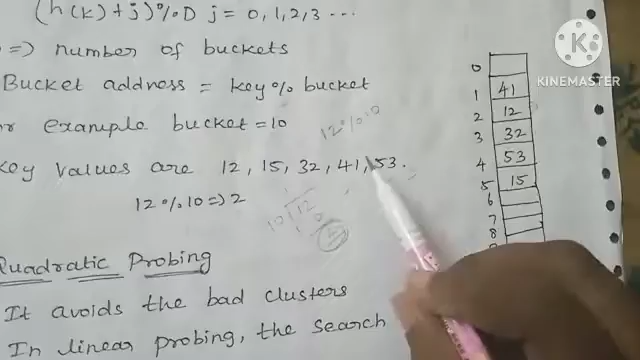 (h(k)+j)%D j = 0,1,2,3 ...
=> number of buckets
Bucket address = key% bucket
example bucket = 10
key values are 12, 15, 32, 41, 53.
12%10
12%10 => 2
10 12
Quadratic Probing
It avoids the bad clusters
In linear probing, the search
0
1 41
2 12
3 32
4 53
5 15
6
7
8
KINEMASTER